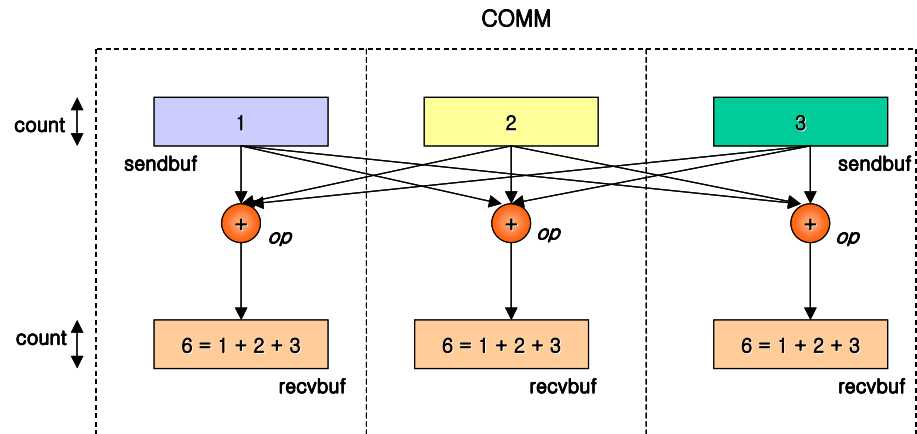 COMM
count
1
2
3
sendbuf
sendbuf
+
op
+
op
+
op
count
6 = 1 + 2 + 3
6 = 1 + 2 + 3
6 = 1 + 2 + 3
recvbuf
recvbuf
recvbuf